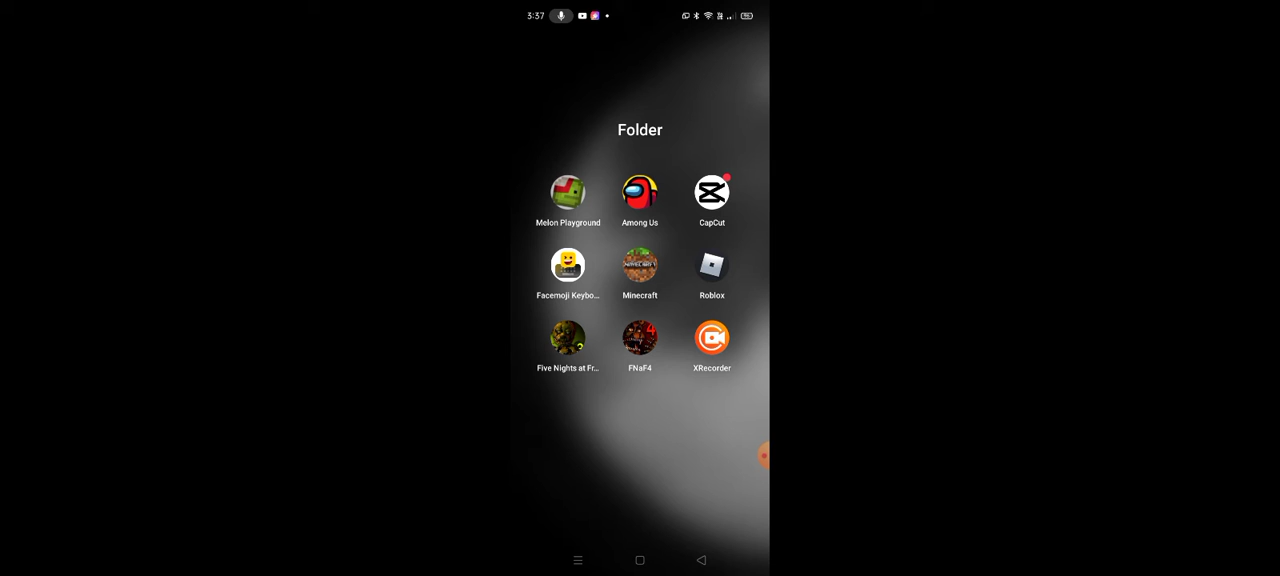 3:37
Folder
Melon Playground
Among Us
CapCut
Facemoji Keybo...
Minecraft
Roblox
Five Nights at Fr...
FNaF4
XRecorder